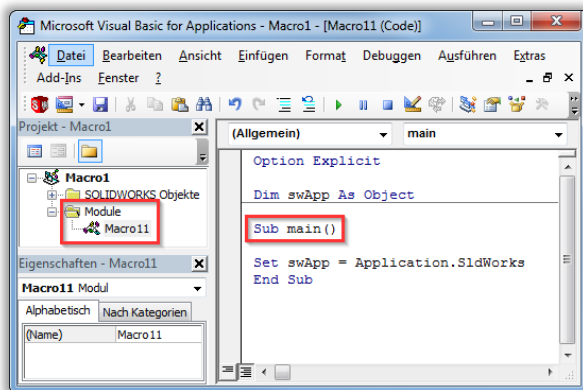 Microsoft Visual Basic for Applications - Macro1 - [Macro11 (Code)]
Datei Bearbeiten Ansicht Einfügen Format Debuggen Ausführen Extras
Add-Ins Fenster ?
Projekt - Macro1
Macro1
SOLIDWORKS Objekte
Module
Macro11
Eigenschaften - Macro11
Macro11 Modul
Alphabetisch Nach Kategorien
(Name) Macro11
(Allgemein) main
Option Explicit
Dim swApp As Object
Sub main()
Set swApp = Application.SldWorks
End Sub